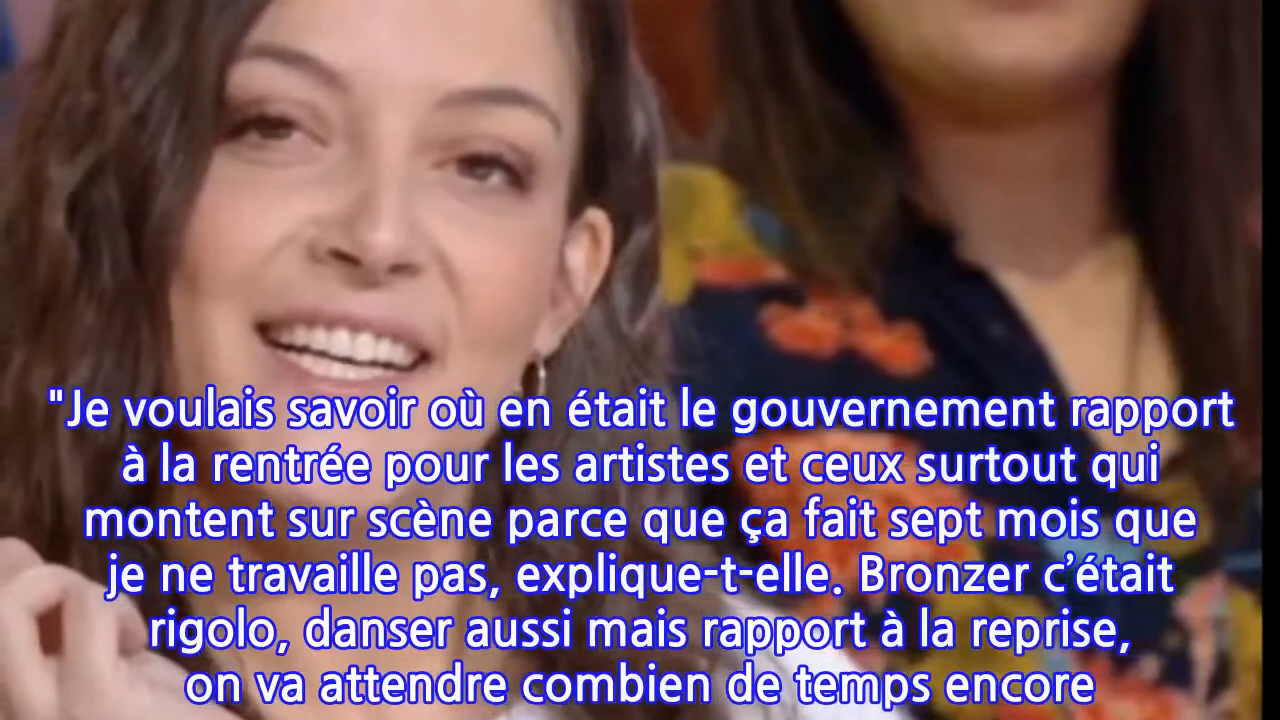 "Je voulais savoir où en était le gouvernement rapport
à la rentrée pour les artistes et ceux surtout qui
montent sur scène parce que ça fait sept mois que
je ne travaille pas, explique-t-elle. Bronzer c’était
rigolo, danser aussi mais rapport à la reprise,
on va attendre combien de temps encore